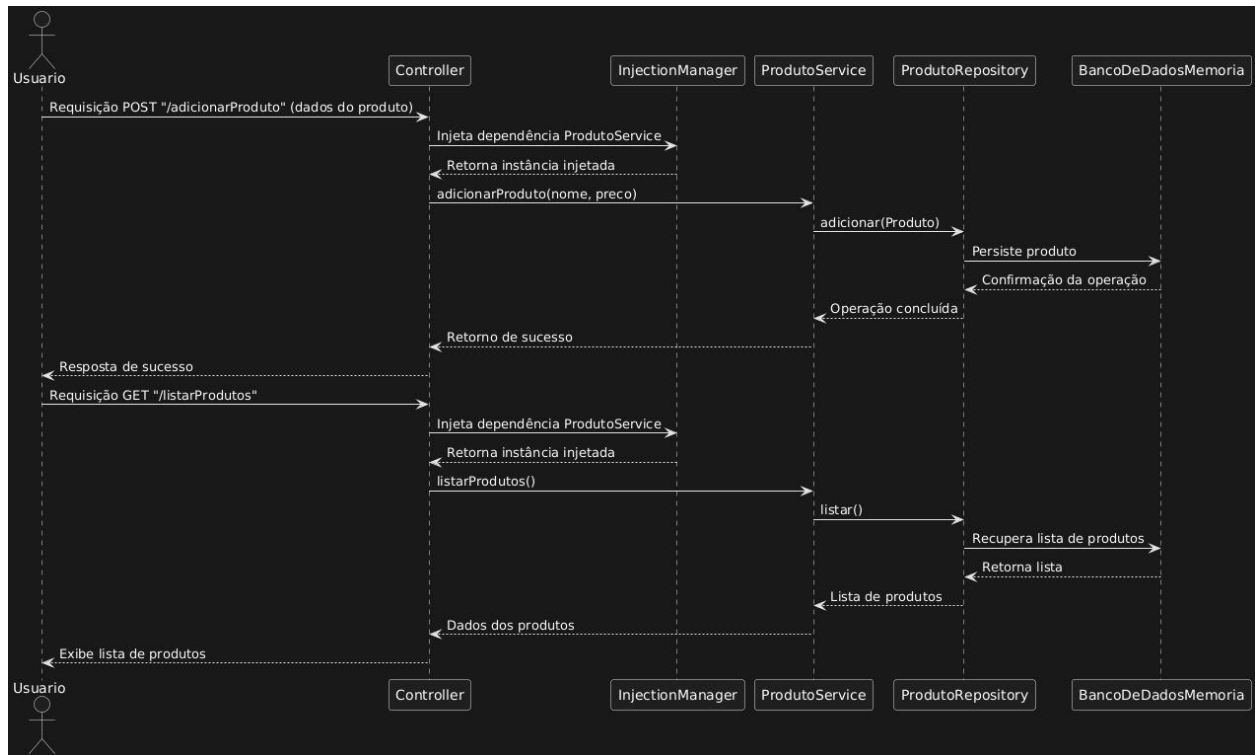 Usuario
Controller
InjectionManager
ProdutoService
ProdutoRepository
BancoDeDadosMemoria
Requisição POST "/adicionarProduto" (dados do produto)
Injeta dependência ProdutoService
Retorna instância injetada
adicionarProduto(nome, preco)
adicionar(Produto)
Persiste produto
Confirmação da operação
Operação concluída
Retorno de sucesso
Resposta de sucesso
Requisição GET "/listarProdutos"
Injeta dependência ProdutoService
Retorna instância injetada
listarProdutos()
listar()
Recupera lista de produtos
Retorna lista
Lista de produtos
Dados dos produtos
Exibe lista de produtos
Usuario
Controller
InjectionManager
ProdutoService
ProdutoRepository
BancoDeDadosMemoria